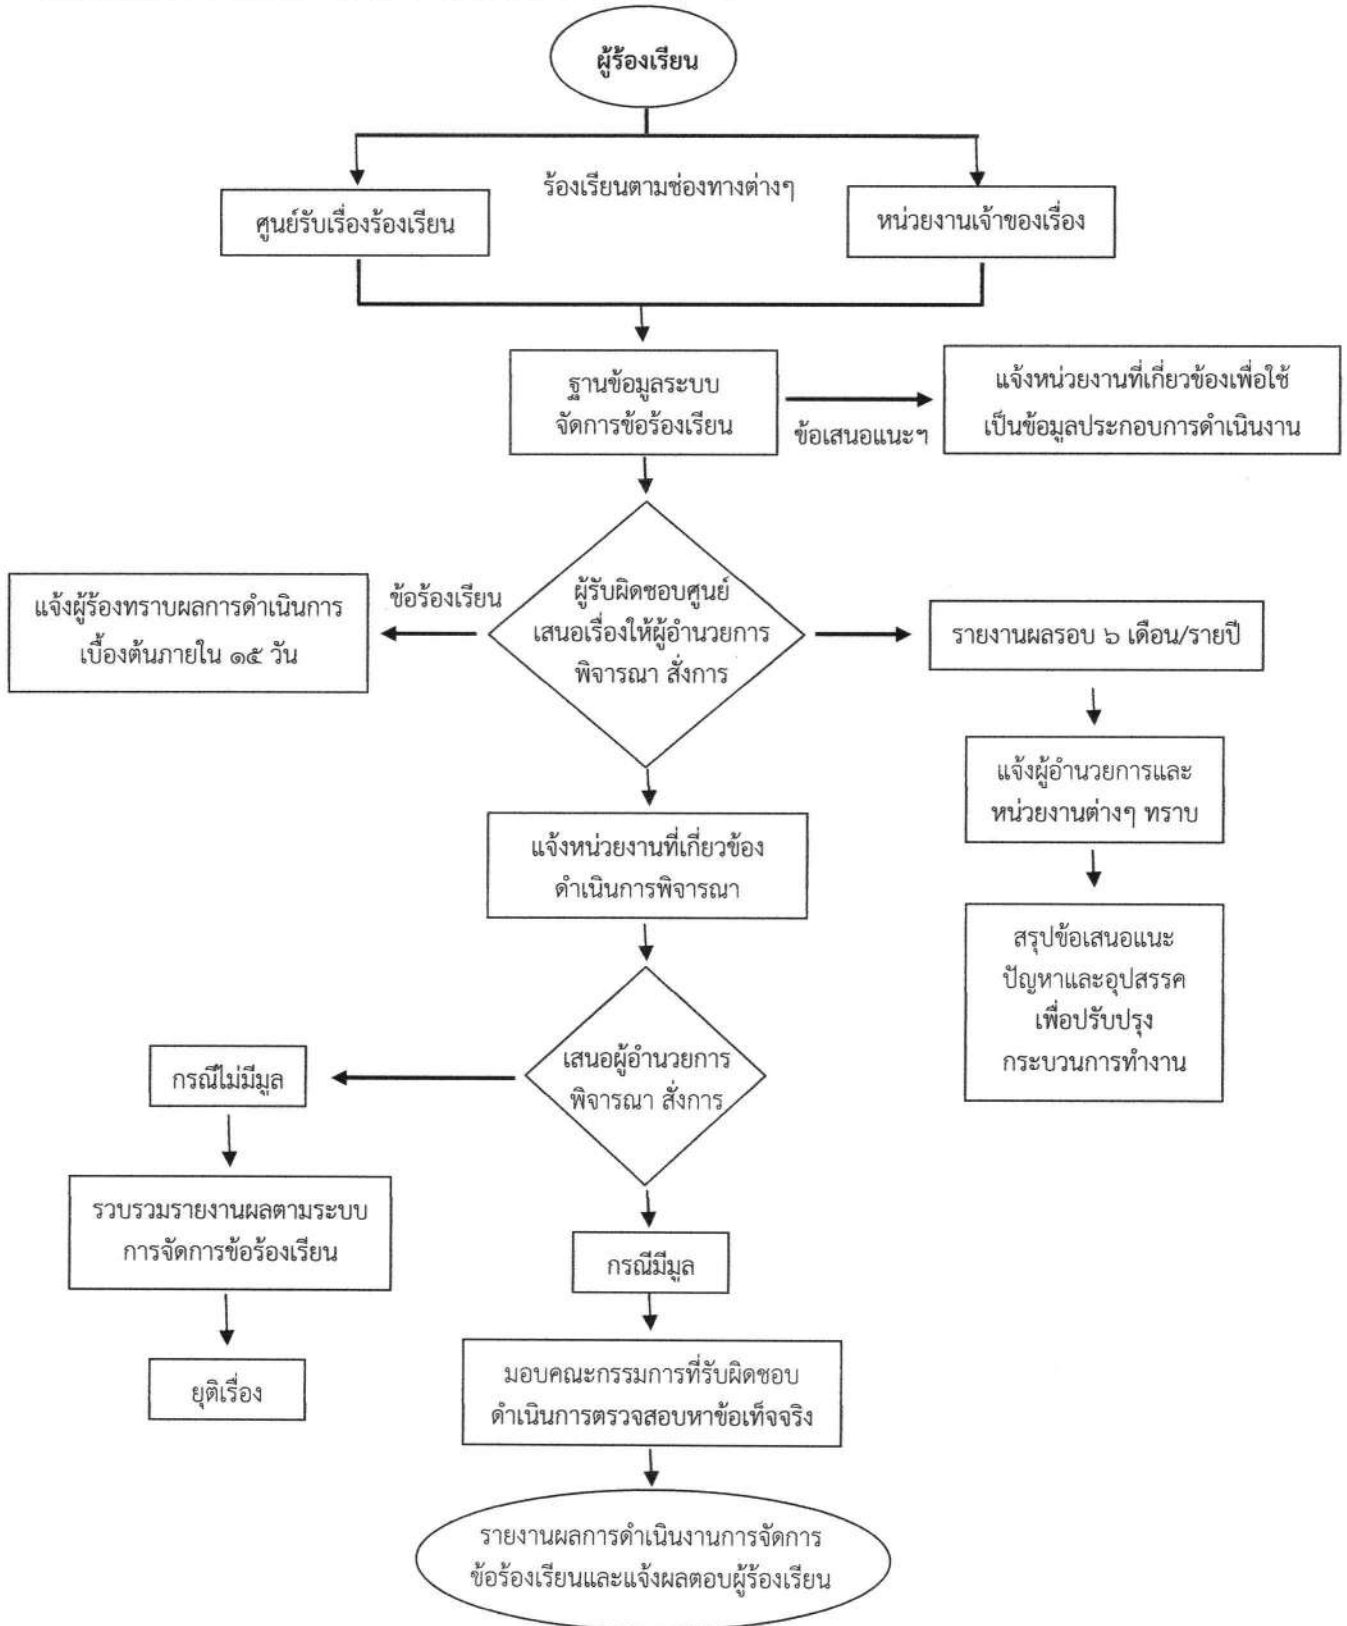 ผู้ร้องเรียน
ร้องเรียนตามช่องทางต่างๆ
ศูนย์รับเรื่องร้องเรียน
หน่วยงานเจ้าของเรื่อง
ฐานข้อมูลระบบ
จัดการข้อร้องเรียน
ข้อเสนอแนะฯ
แจ้งหน่วยงานที่เกี่ยวข้องเพื่อใช้
เป็นข้อมูลประกอบการดำเนินงาน
แจ้งผู้ร้องทราบผลการดำเนินการ
เบื้องต้นภายใน ๑๕ วัน
ข้อร้องเรียน
ผู้รับผิดชอบศูนย์
เสนอเรื่องให้ผู้อำนวยการ
พิจารณา สั่งการ
รายงานผลรอบ ๖ เดือน/รายปี
แจ้งผู้อำนวยการและ
หน่วยงานต่างๆ ทราบ
แจ้งหน่วยงานที่เกี่ยวข้อง
ดำเนินการพิจารณา
สรุปข้อเสนอแนะ
ปัญหาและอุปสรรค
เพื่อปรับปรุง
กระบวนการทำงาน
เสนอผู้อำนวยการ
พิจารณา สั่งการ
กรณีไม่มีมูล
รวบรวมรายงานผลตามระบบ
การจัดการข้อร้องเรียน
ยุติเรื่อง
กรณีมีมูล
มอบคณะกรรมการที่รับผิดชอบ
ดำเนินการตรวจสอบหาข้อเท็จจริง
รายงานผลการดำเนินงานการจัดการ
ข้อร้องเรียนและแจ้งผลตอบผู้ร้องเรียน